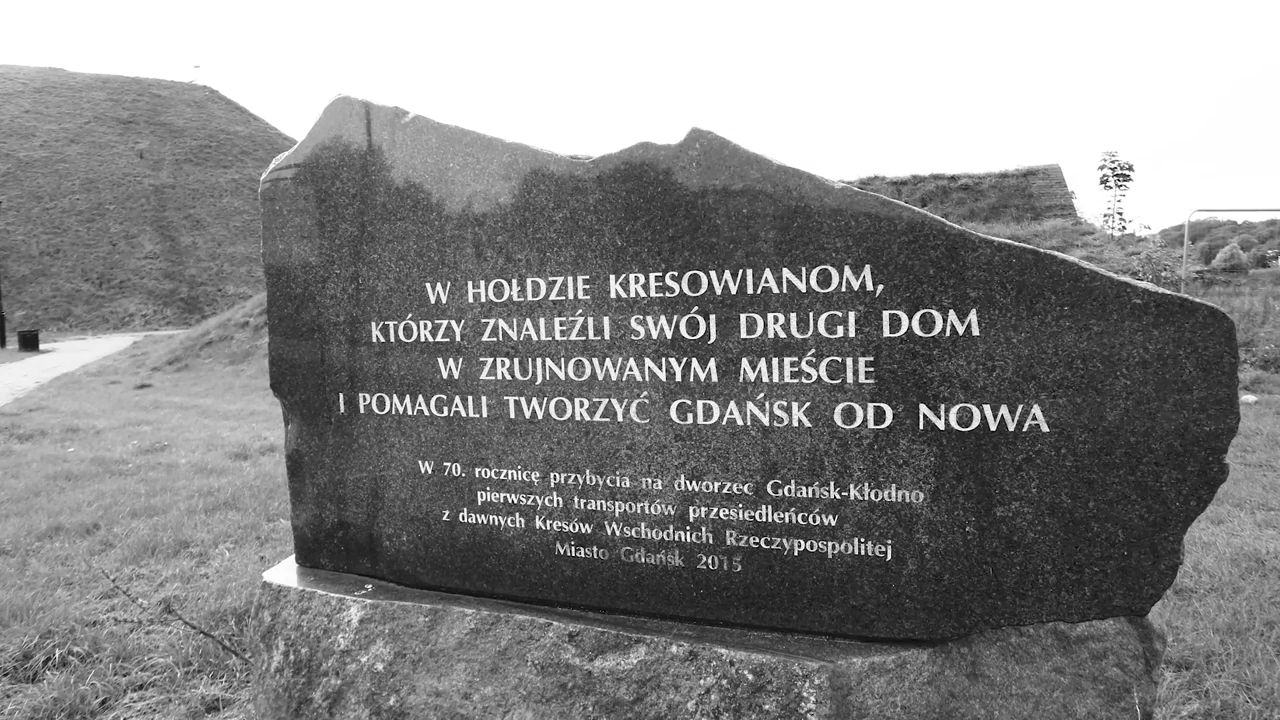 W HOŁDZIE KRESOWIANOM,
KTÓRZY ZNALEŹLI SWÓJ DRUGI DOM
W ZRUJNOWANYM MIEŚCIE
I POMAGALI TWORZYĆ GDAŃSK OD NOWA
W 70. rocznicę przybycia na dworzec Gdańsk-Kłodno
pierwszych transportów przesiedleńców
z dawnych Kresów Wschodnich Rzeczypospolitej
Miasto Gdańsk 2015